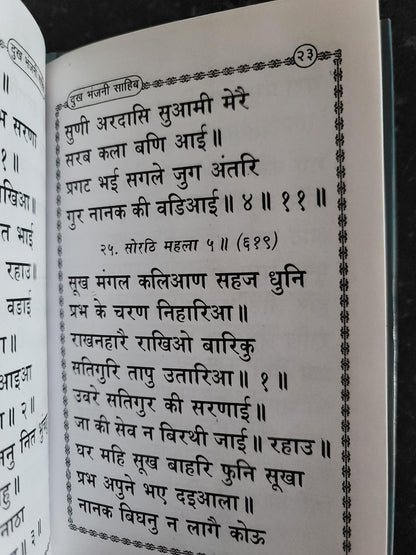 दुख भंजनी साहिब
२३
सुणी अरदासि सुआमी मेरै
सरब कला बणि आई॥
प्रगट भई सगले जुग अंतरि
गुर नानक की वडिआई॥ ४॥ ११॥
२५. सोरठि महला ५॥ (६१९)
सूख मंगल कलिआण सहज धुनि
प्रभ के चरण निहारिआ॥
राखनहारै राखिओ बारिकु
सतिगुरि तापु उतारिआ॥ १॥
उबरे सतिगुर की सरणाई॥
जा की सेव न बिरथी जाई॥ रहाउ॥
घर महि सूख बाहरि फुनि सूखा
प्रभ अपुने भए दइआला॥
नानक बिघनु न लागै कोऊ